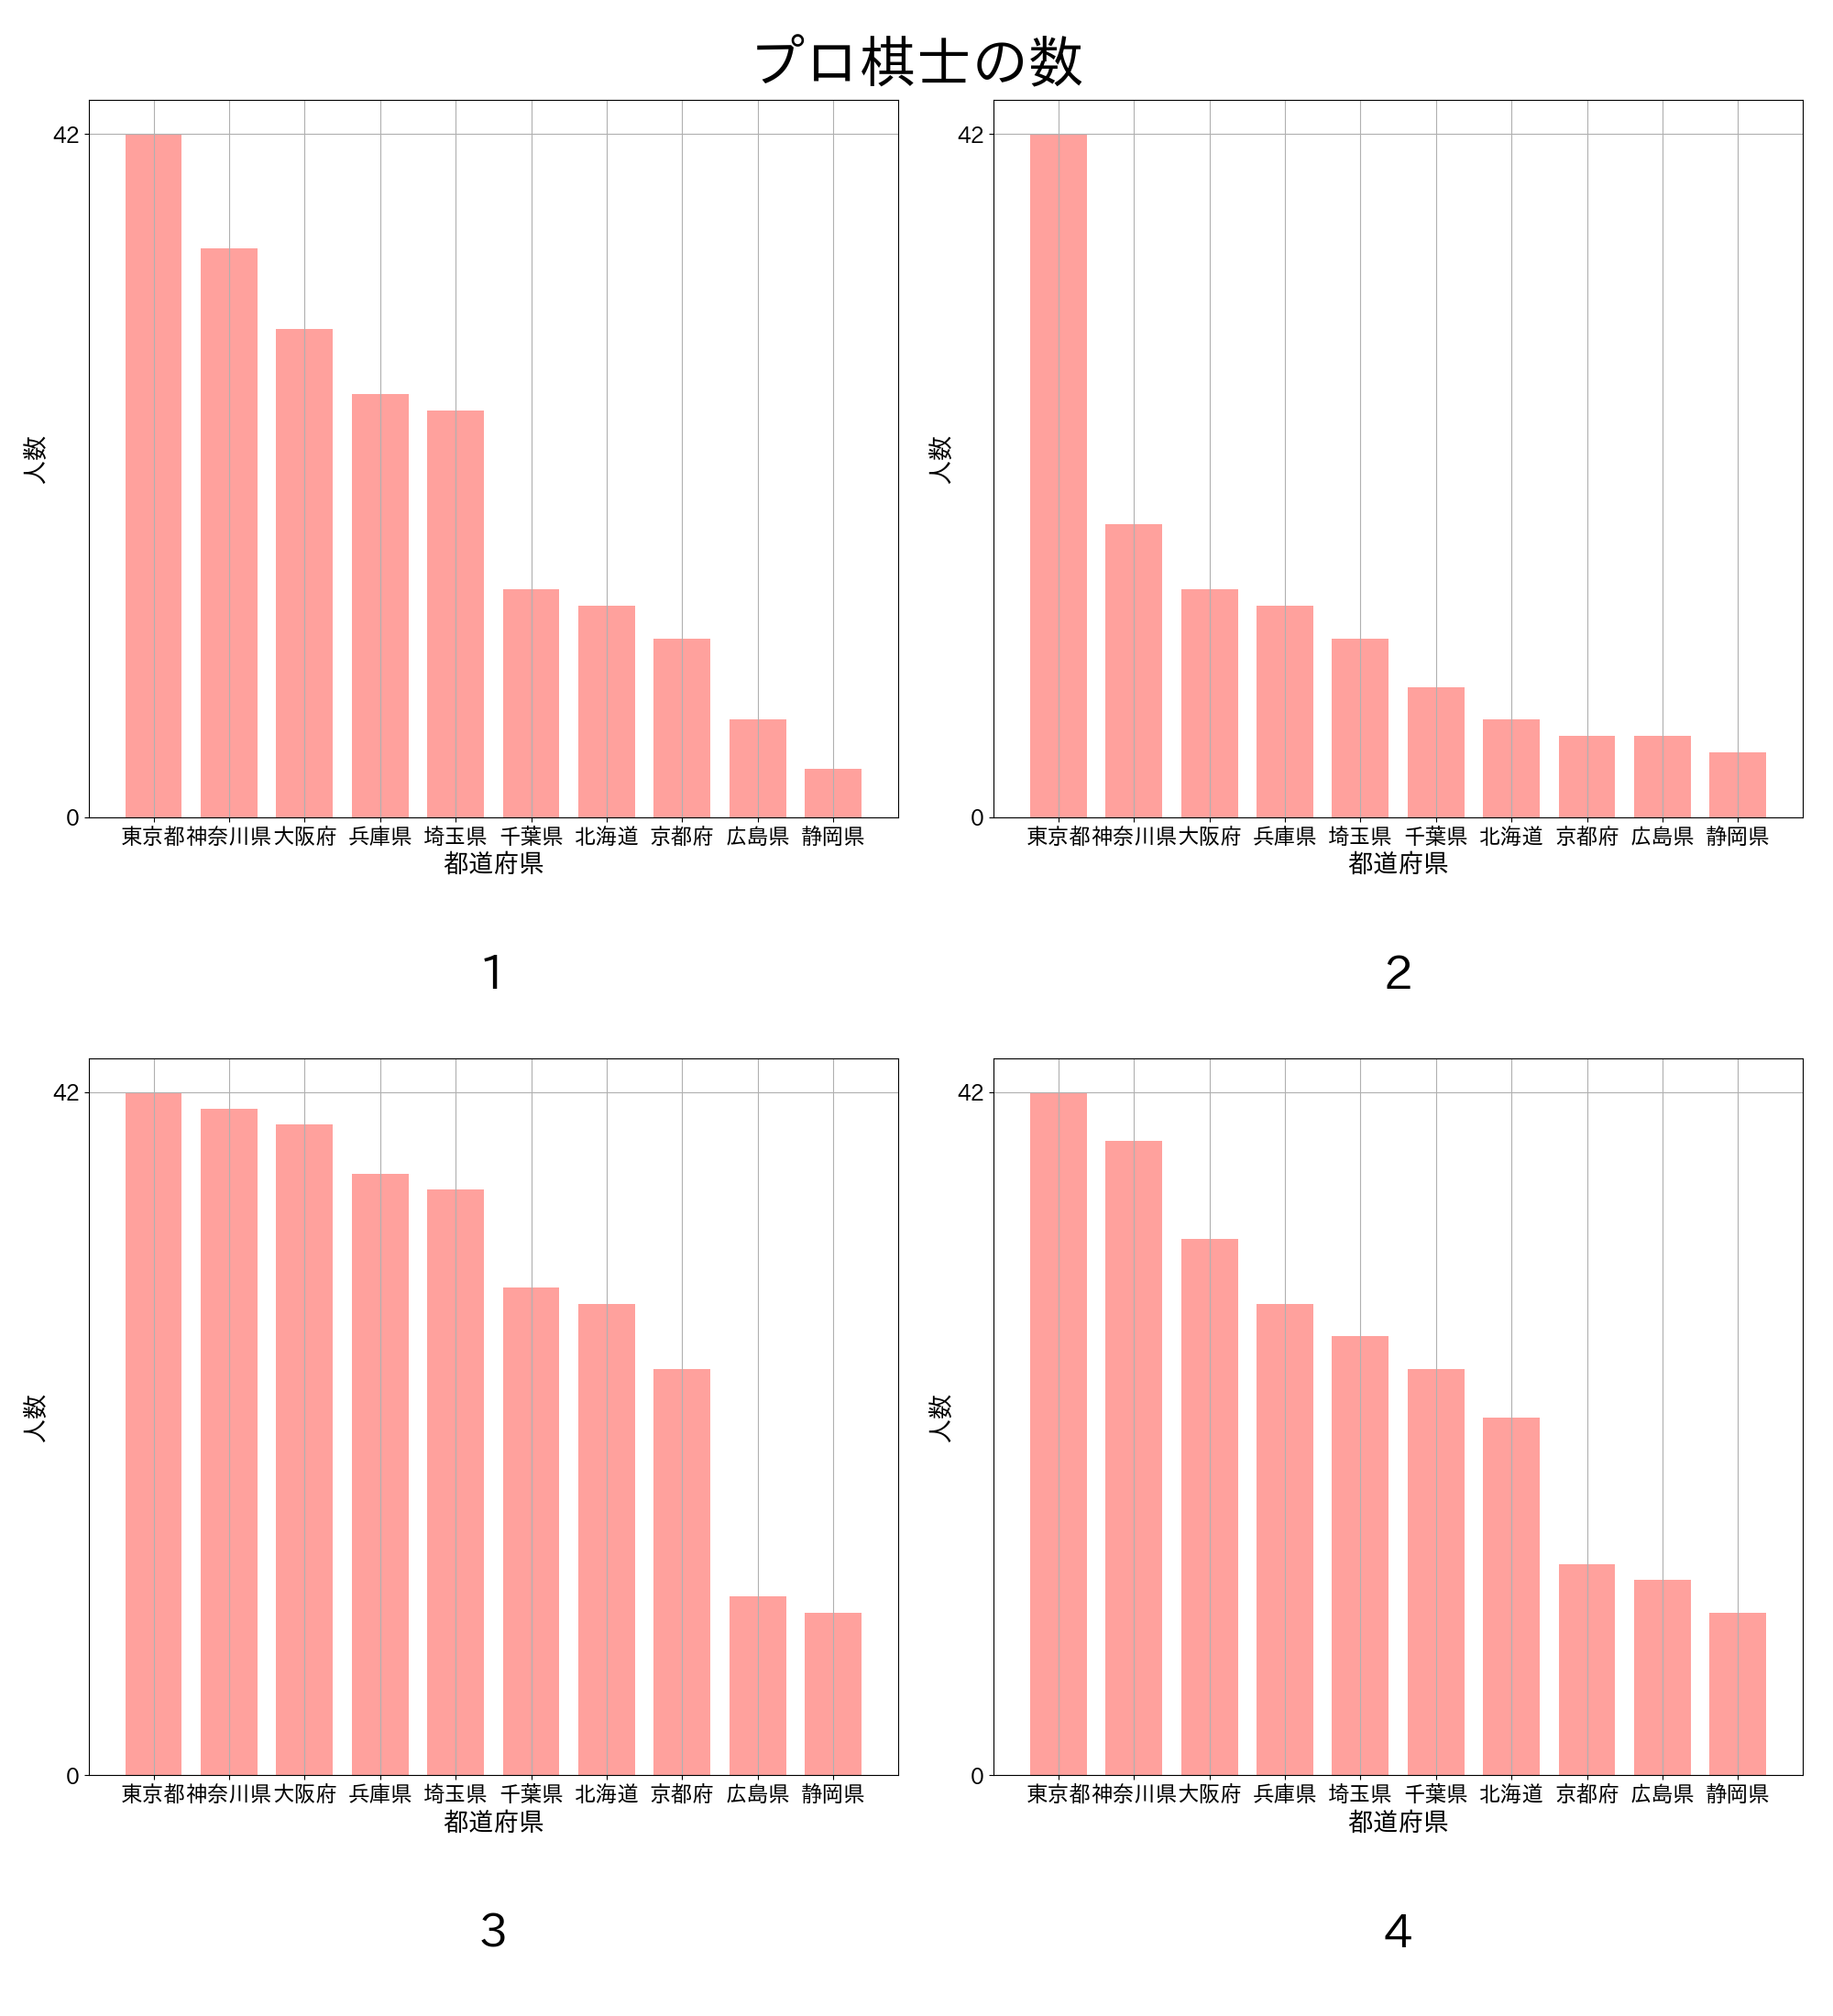 プロ棋士の数
42
0
人数
東京都 神奈川県 大阪府 兵庫県 埼玉県 千葉県 北海道 京都府 広島県 静岡県
都道府県
1
42
0
人数
東京都 神奈川県 大阪府 兵庫県 埼玉県 千葉県 北海道 京都府 広島県 静岡県
都道府県
2
42
0
人数
東京都 神奈川県 大阪府 兵庫県 埼玉県 千葉県 北海道 京都府 広島県 静岡県
都道府県
3
42
0
人数
東京都 神奈川県 大阪府 兵庫県 埼玉県 千葉県 北海道 京都府 広島県 静岡県
都道府県
4